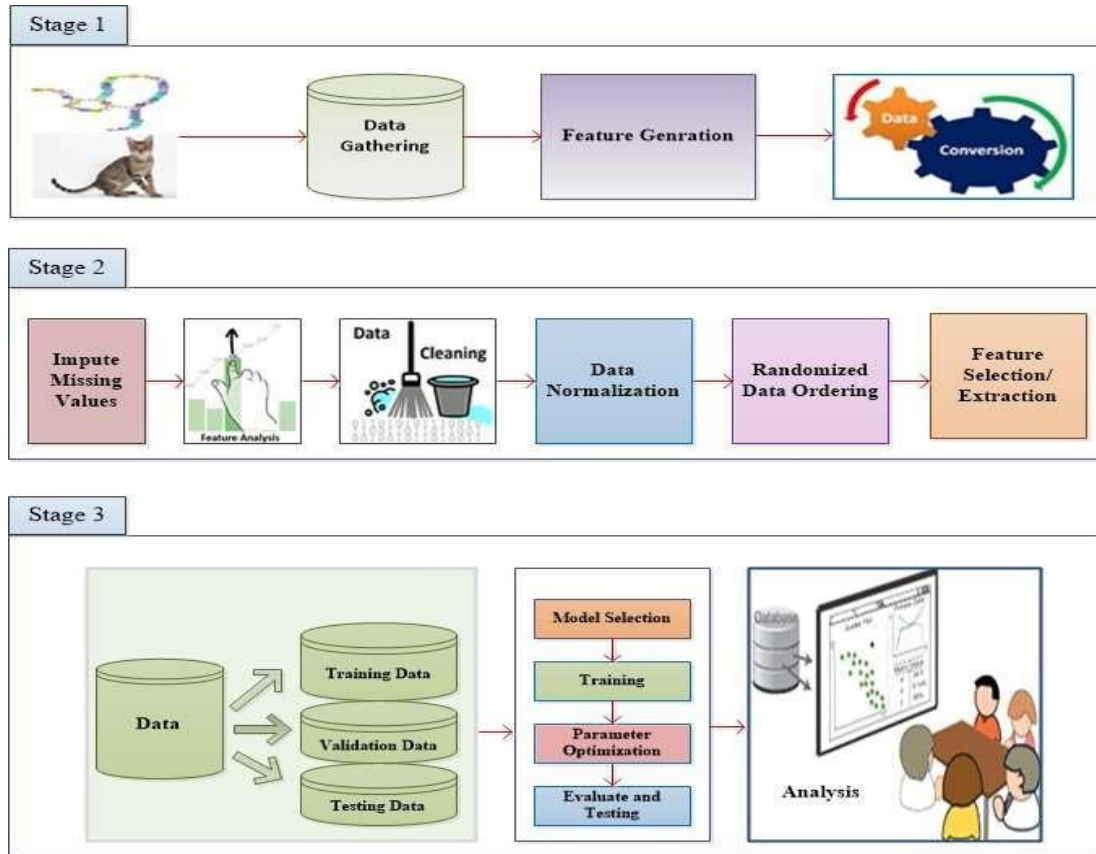 Stage 1
Data
Gathering
Feature Genration
Data
Conversion
Stage 2
Impute
Missing
Values
Feature Analysis
Data
Cleaning
Data
Normalization
Randomized
Data Ordering
Feature
Selection/
Extraction
Stage 3
Data
Training Data
Validation Data
Testing Data
Model Selection
Training
Parameter
Optimization
Evaluate and
Testing
Database
Analysis